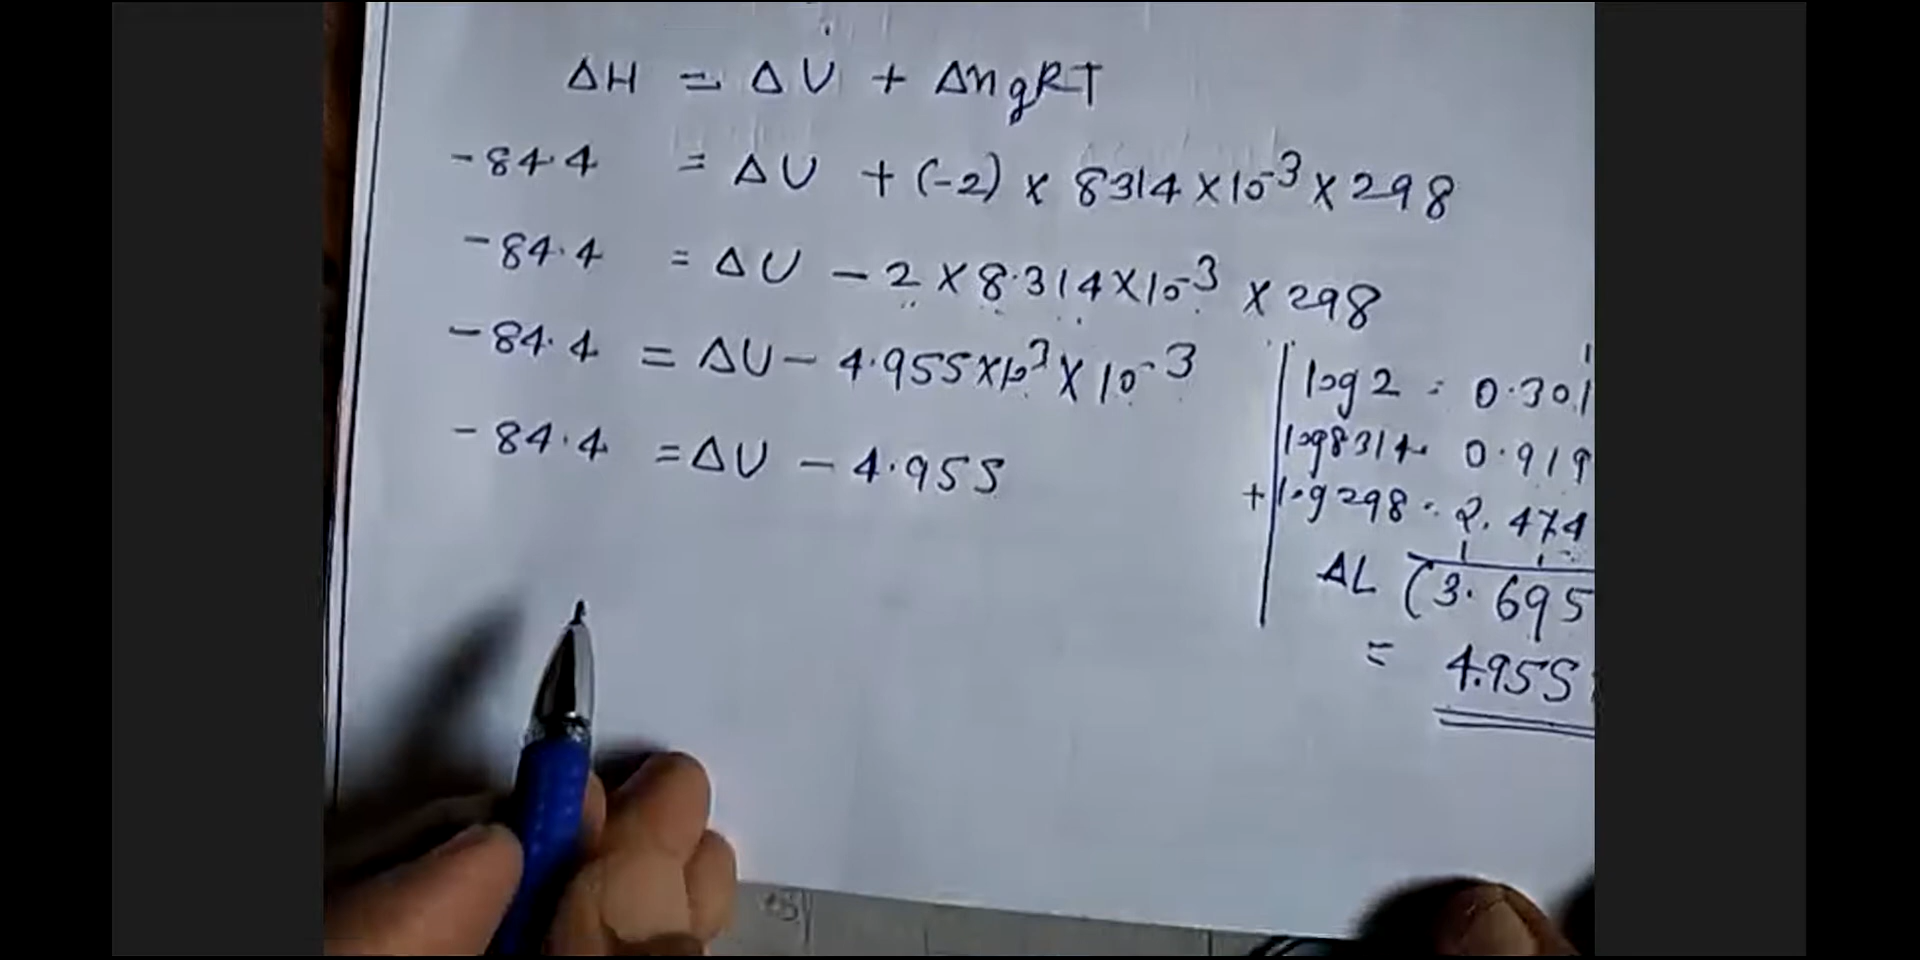 ΔH = ΔU + ΔngRT
-84.4 = ΔU + (-2) × 8314 × 10⁻³ × 298
-84.4 = ΔU - 2 × 8.314 × 10⁻³ × 298
-84.4 = ΔU - 4.955 × 10³ × 10⁻³
-84.4 = ΔU - 4.955
log 2 = 0.301
log 8314 = 0.919
+ log 298 = 2.474
AL (3.695
= 4.955